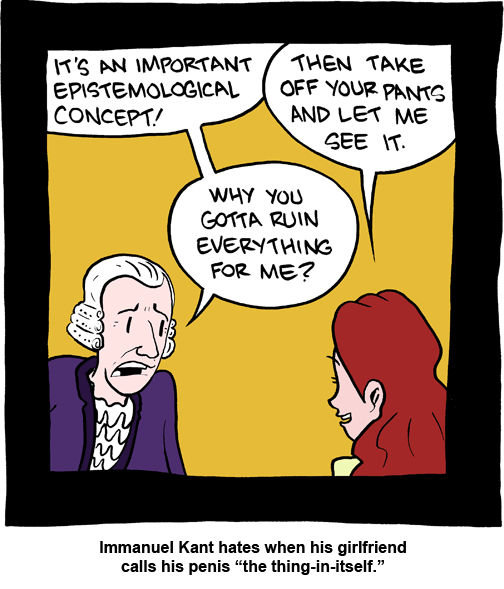 IT'S AN IMPORTANT
EPISTEMOLOGICAL
CONCEPT!
THEN TAKE
OFF YOUR PANTS
AND LET ME
SEE IT.
WHY YOU
GOTTA RUIN
EVERYTHING
FOR ME?
Immanuel Kant hates when his girlfriend
calls his penis “the thing-in-itself.”